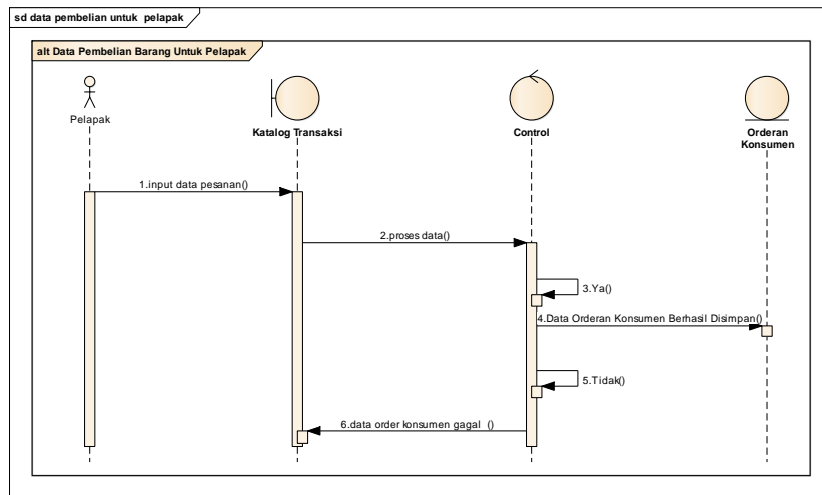 sd data pembelian untuk pelapak
alt Data Pembelian Barang Untuk Pelapak
Pelapak
Katalog Transaksi
Control
Orderan
Konsumen
1.input data pesanan()
2.proses data()
3.Ya()
4.Data Orderan Konsumen Berhasil Disimpan()
5.Tidak()
6.data order konsumen gagal ()